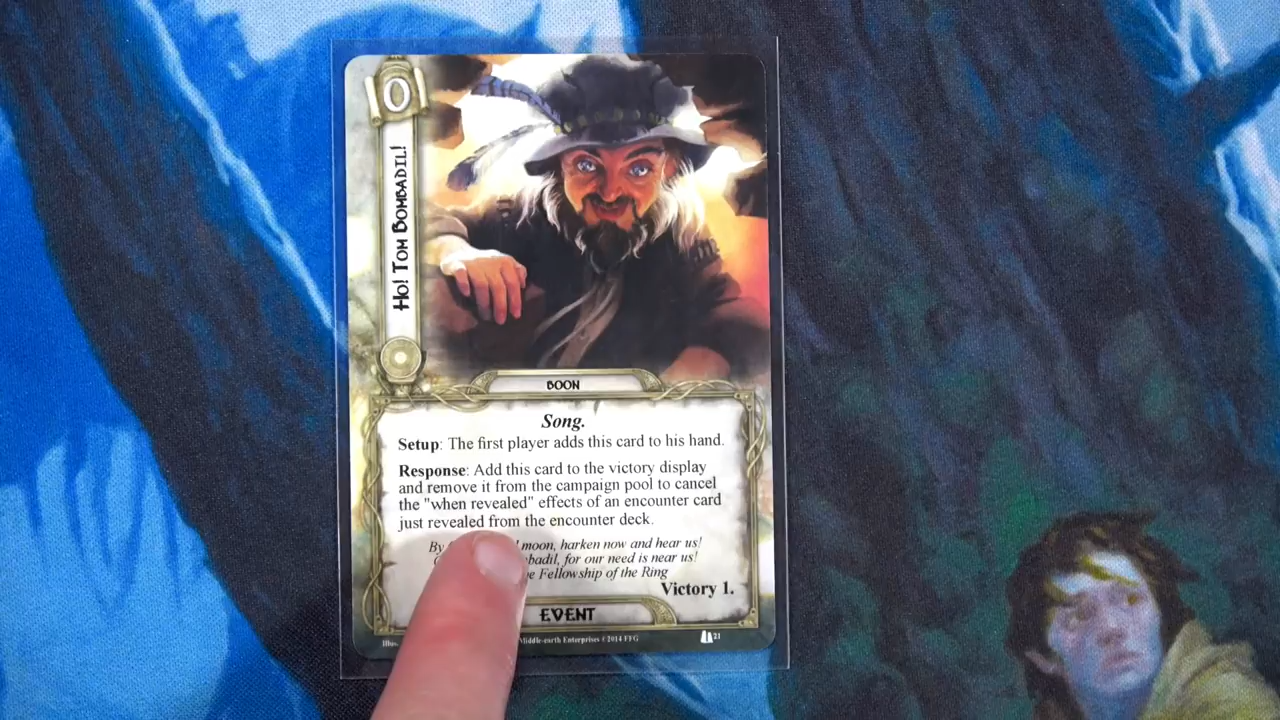 0
Ho! Tom Bombadil!
BOON
Song.
Setup: The first player adds this card to his hand.
Response: Add this card to the victory display
and remove it from the campaign pool to cancel
the "when revealed" effects of an encounter card
just revealed from the encounter deck.
By moon, harken now and hear us!
for our need is near us!
Fellowship of the Ring
Victory 1.
EVENT
Middle-earth Enterprises ©2014 FFG
21